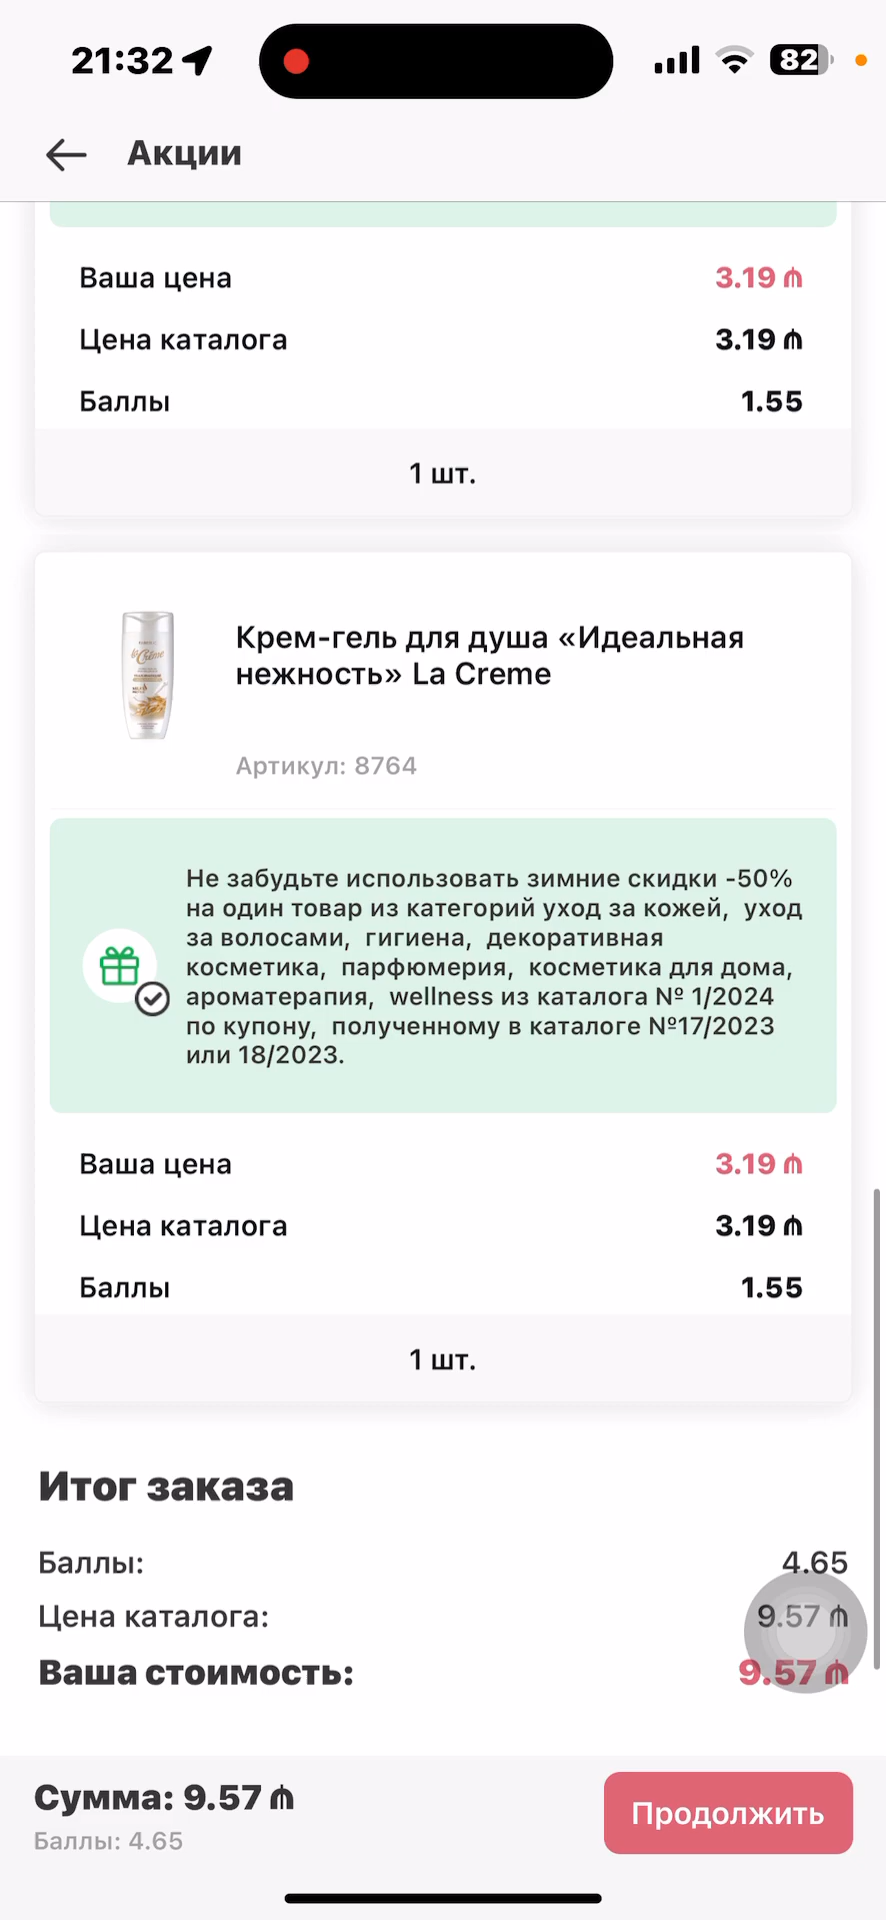 21:32
82
Акции
Ваша цена
3.19 ₼
Цена каталога
3.19 ₼
Баллы
1.55
1 шт.
La Crème
Крем-гель для душа «Идеальная
нежность» La Creme
Артикул: 8764
Не забудьте использовать зимние скидки -50%
на один товар из категорий уход за кожей,  уход
за волосами,  гигиена,  декоративная
косметика,  парфюмерия,  косметика для дома,
ароматерапия,  wellness из каталога № 1/2024
по купону,  полученному в каталоге №17/2023
или 18/2023.
Ваша цена
3.19 ₼
Цена каталога
3.19 ₼
Баллы
1.55
1 шт.
Итог заказа
Баллы:
4.65
Цена каталога:
9.57 ₼
Ваша стоимость:
9.57 ₼
Сумма: 9.57 ₼
Баллы: 4.65
Продолжить